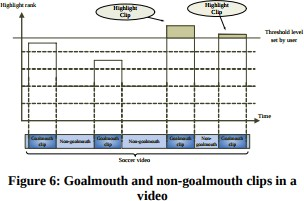 Highlight rank
Highlight
Clip
Highlight
Clip
Threshold level
set by user
Time
Goalmouth
clip
Non-goalmouth
Goalmouth
clip
Non-goalmouth
Goalmouth
clip
Non-
goalmouth
Goalmouth
clip
Soccer video
Figure 6: Goalmouth and non-goalmouth clips in a
video